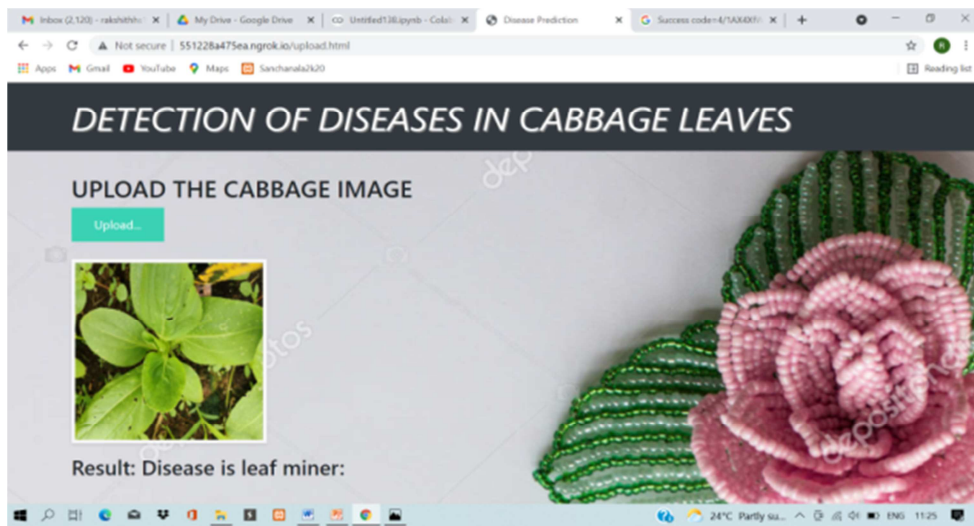 Inbox (2,120) - rakshithhs
My Drive - Google Drive
Untitled138.ipynb - Colab
Disease Prediction
Success code=4/1AX4XfW
Not secure | 551228a475ea.ngrok.io/upload.html
Apps
Gmail
YouTube
Maps
Sanchanala2k20
Reading list
DETECTION OF DISEASES IN CABBAGE LEAVES
UPLOAD THE CABBAGE IMAGE
Upload...
Result: Disease is leaf miner:
24°C Partly su...
ENG
11:25